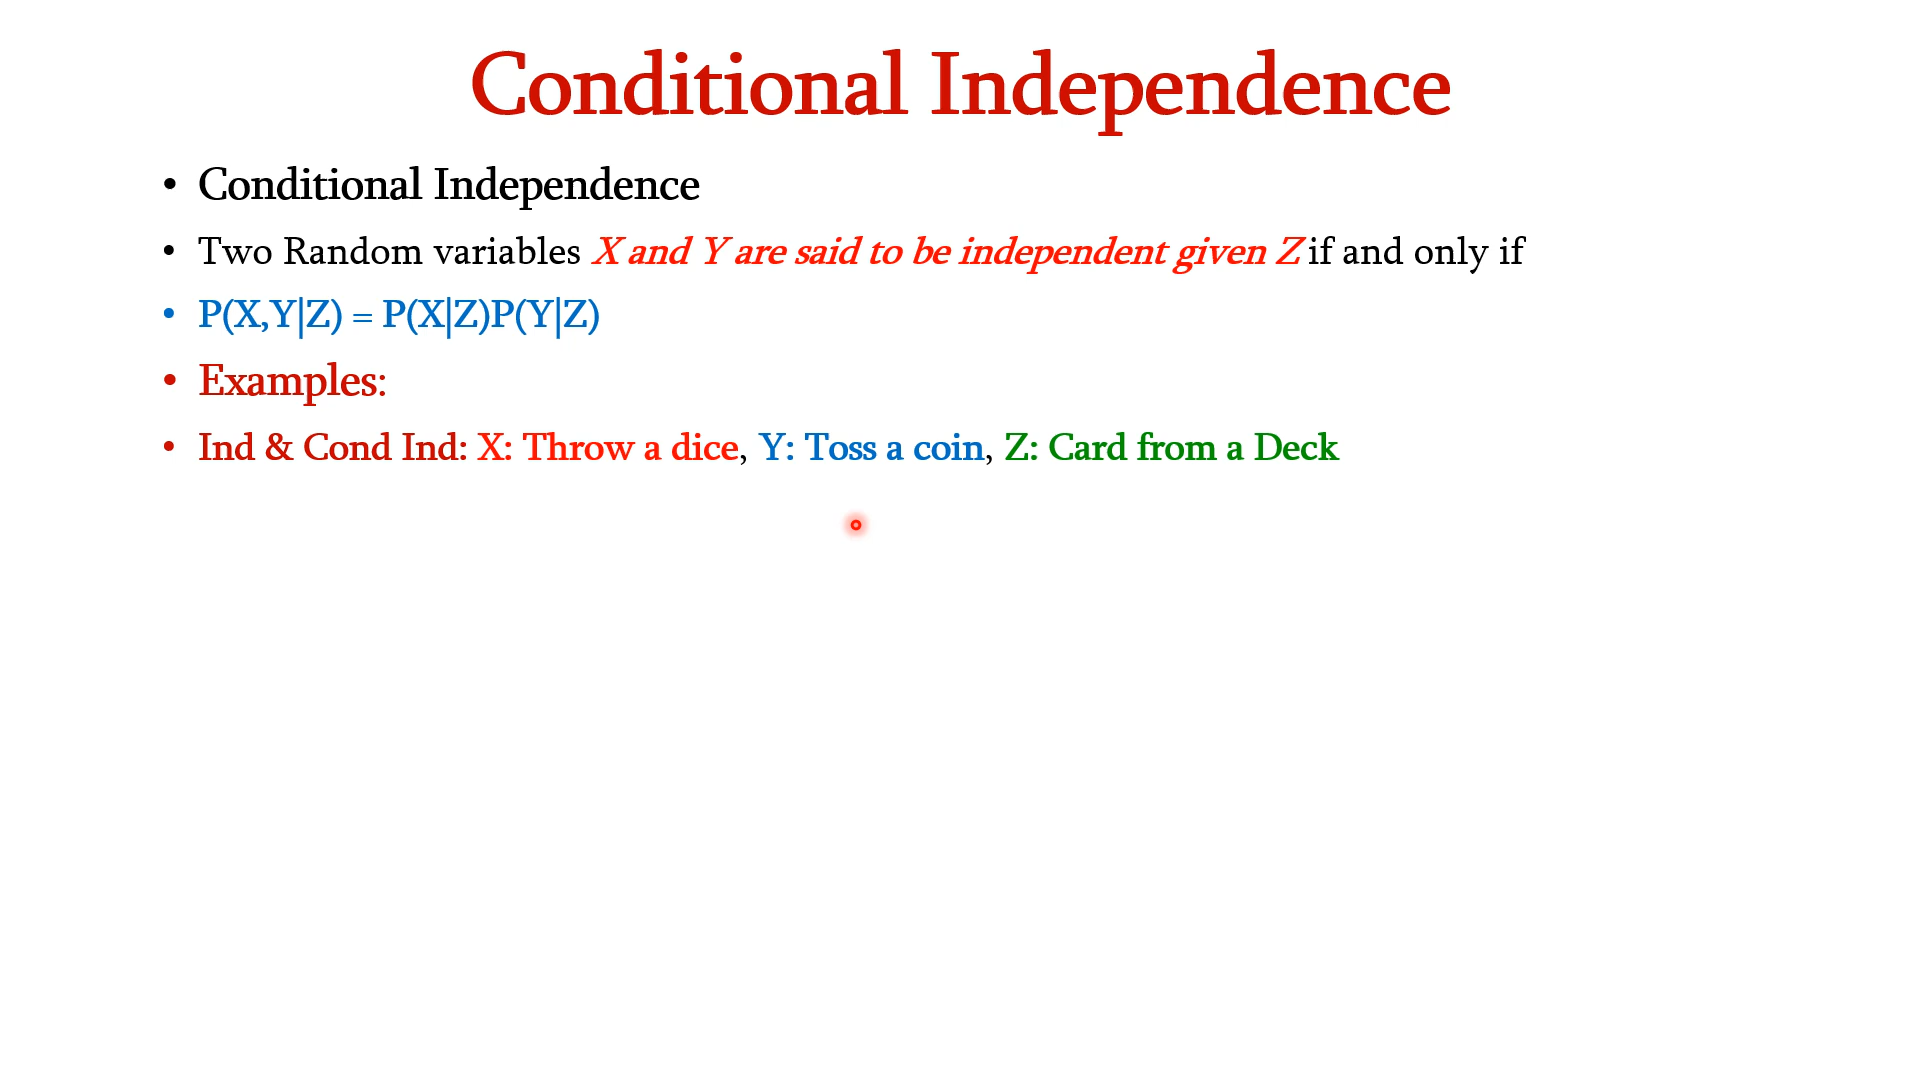 Conditional Independence
• Conditional Independence
• Two Random variables X and Y are said to be independent given Z if and only if
• P(X,Y|Z) = P(X|Z)P(Y|Z)
• Examples:
• Ind & Cond Ind: X: Throw a dice, Y: Toss a coin, Z: Card from a Deck